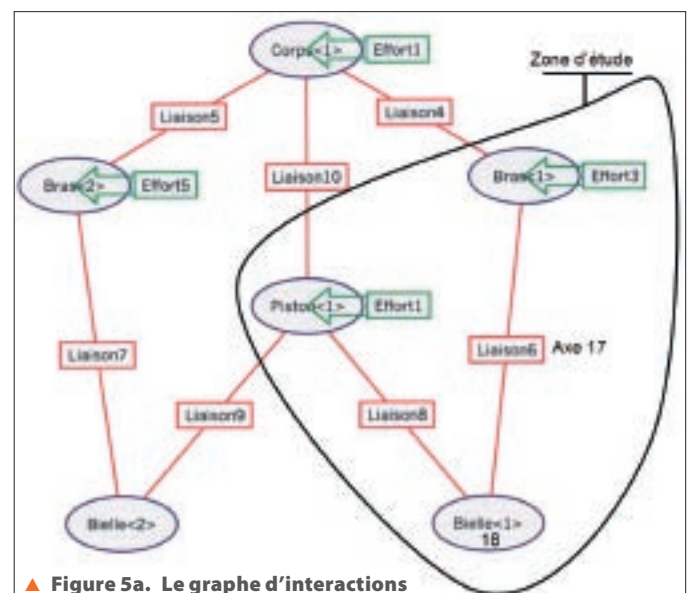 Corps<1>
Effort1
Zone d'étude
Liaison5
Liaison4
Liaison10
Bras<2>
Effort5
Bras<1>
Effort3
Piston<1>
Effort1
Liaison7
Liaison6
Axe 17
Liaison9
Liaison8
Bielle<2>
Bielle<1>
18
▲ Figure 5a. Le graphe d'interactions